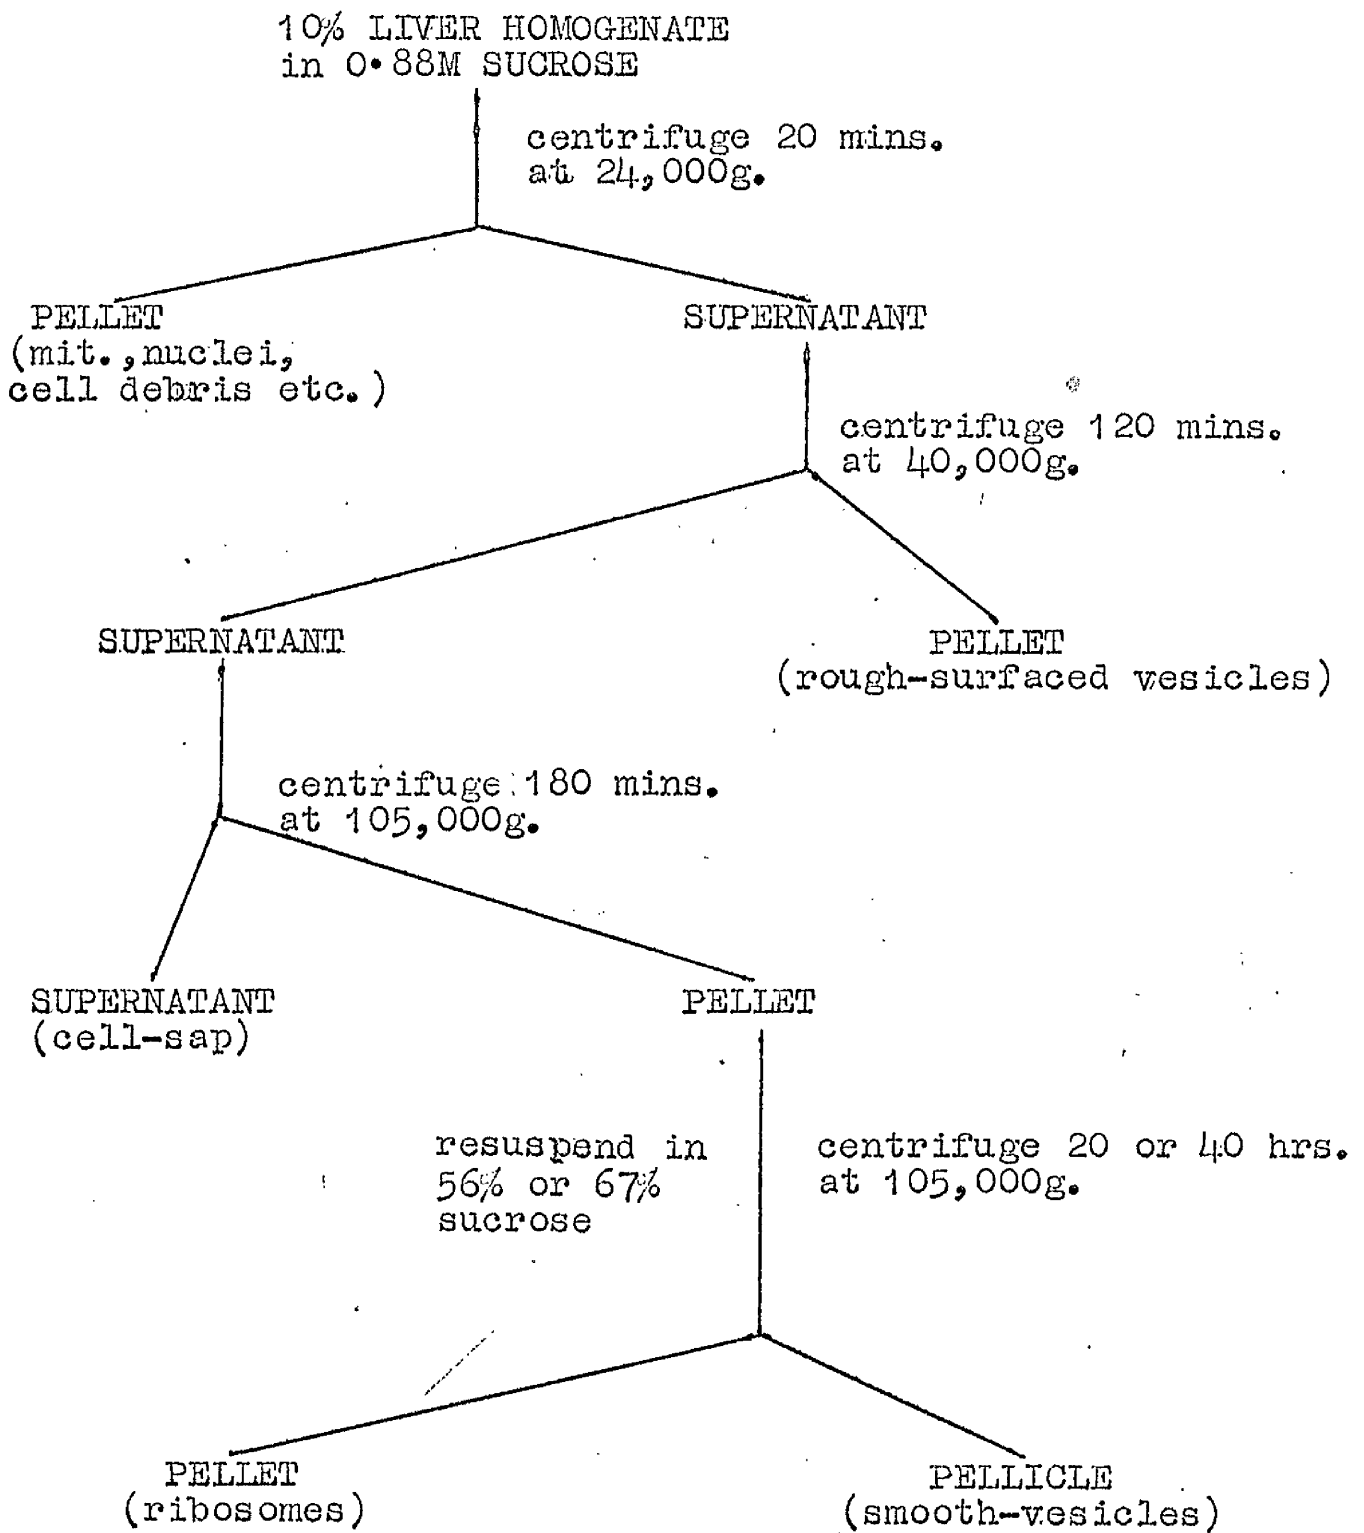 10% LIVER HOMOGENATE
in 0·88M SUCROSE
centrifuge 20 mins.
at 24,000g.
PELLET
(mit.,nuclei,
cell debris etc.)
SUPERNATANT
centrifuge 120 mins.
at 40,000g.
SUPERNATANT
PELLET
(rough-surfaced vesicles)
centrifuge 180 mins.
at 105,000g.
SUPERNATANT
(cell-sap)
PELLET
resuspend in
56% or 67%
sucrose
centrifuge 20 or 40 hrs.
at 105,000g.
PELLET
(ribosomes)
PELLICLE
(smooth-vesicles)